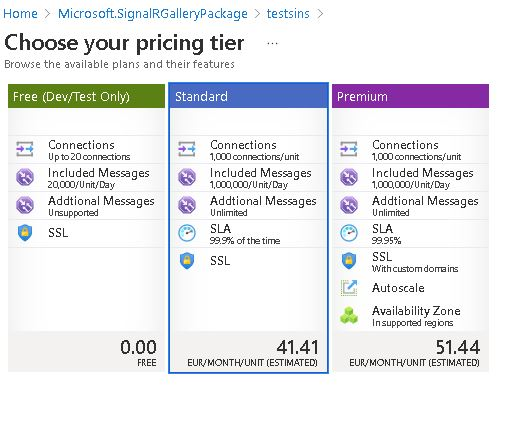 Home > Microsoft.SignalRGalleryPackage > testsins >
Choose your pricing tier ...
Browse the available plans and their features
Free (Dev/Test Only)
Connections
Up to 20 connections
Included Messages
20,000/Unit/Day
Addtional Messages
Unsupported
SSL
0.00
FREE
Standard
Connections
1,000 connections/unit
Included Messages
1,000,000/Unit/Day
Addtional Messages
Unlimited
SLA
99.9% of the time
SSL
41.41
EUR/MONTH/UNIT (ESTIMATED)
Premium
Connections
1,000 connections/unit
Included Messages
1,000,000/Unit/Day
Addtional Messages
Unlimited
SLA
99.95%
SSL
With custom domains
Autoscale
Availability Zone
In supported regions
51.44
EUR/MONTH/UNIT (ESTIMATED)